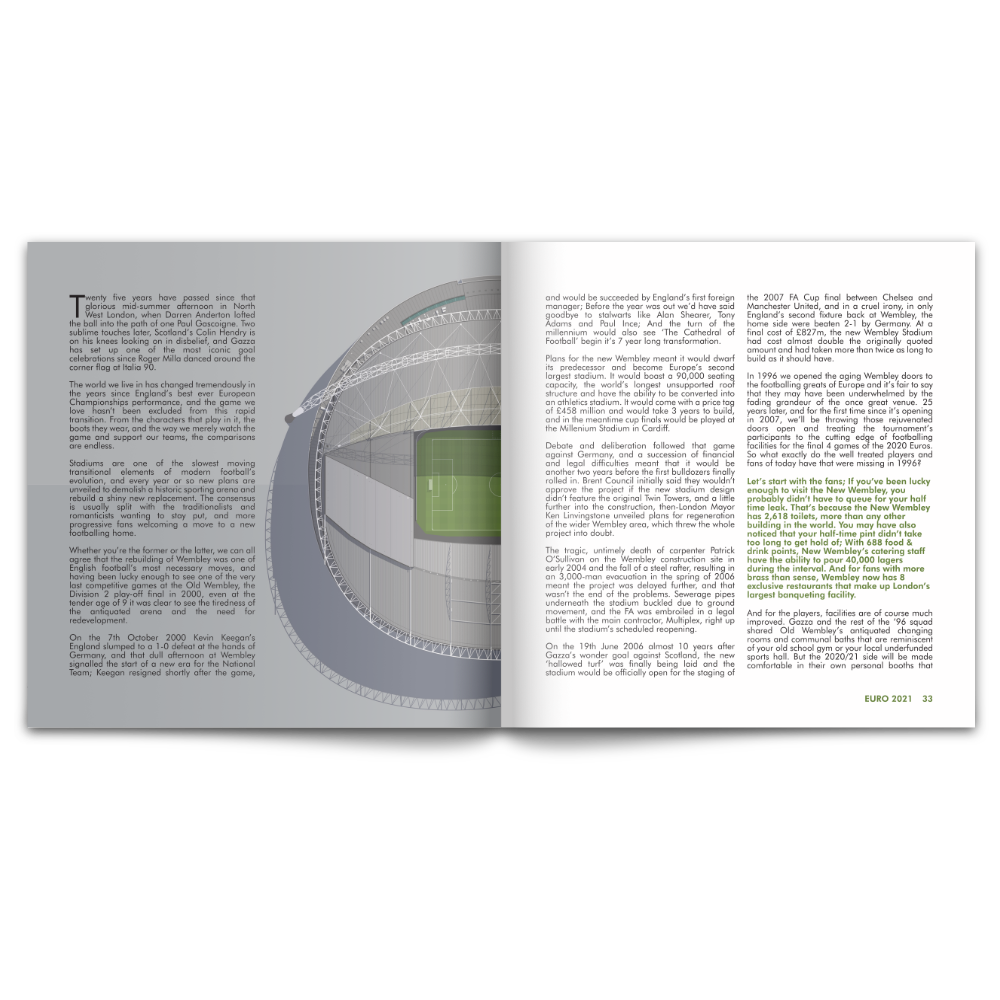 Twenty five years have passed since that
glorious mid-summer afternoon in North
West London, when Darren Anderton lofted
the ball into the path of one Paul Gascoigne. Two
sublime touches later, Scotland's Colin Hendry is
on his knees looking on in disbelief, and Gazza
has set up one of the most iconic goal
celebrations since Roger Milla danced around the
corner flag at Italia 90.
The world we live in has changed tremendously in
the years since England's best ever European
Championships performance, and the game we
love hasn't been excluded from this rapid
transition. From the characters that play in it, the
boots they wear, and the way we merely watch the
game and support our teams, the comparisons
are endless.
Stadiums are one of the slowest moving
transitional elements of modern football's
evolution, and every year or so new plans are
unveiled to demolish a historic sporting arena and
rebuild a shiny new replacement. The consensus
is usually split with the traditionalists and
romanticists wanting to stay put, and more
progressive fans welcoming a move to a new
footballing home.
Whether you're the former or the latter, we can all
agree that the rebuilding of Wembley was one of
English football's most necessary moves, and
having been lucky enough to see one of the very
last competitive games at the Old Wembley, the
Division 2 play-off final in 2000, even at the
tender age of 9 it was clear to see the tiredness of
the antiquated arena and the need for
redevelopment.
On the 7th October 2000 Kevin Keegan's
England slumped to a 1-0 defeat at the hands of
Germany, and that dull afternoon at Wembley
signalled the start of a new era for the National
Team; Keegan resigned shortly after the game,
and would be succeeded by England's first foreign
manager; Before the year was out we'd have said
goodbye to stalwarts like Alan Shearer, Tony
Adams and Paul Ince; And the turn of the
millennium would also see 'The Cathedral of
Football' begin it's 7 year long transformation.
Plans for the new Wembley meant it would dwarf
its predecessor and become Europe's second
largest stadium. It would boast a 90,000 seating
capacity, the world's longest unsupported roof
structure and have the ability to be converted into
an athletics stadium. It would come with a price tag
of £458 million and would take 3 years to build,
and in the meantime cup finals would be played at
the Millenium Stadium in Cardiff.
Debate and deliberation followed that game
against Germany, and a succession of financial
and legal difficulties meant that it would be
another two years before the first bulldozers finally
rolled in. Brent Council initially said they wouldn't
approve the project if the new stadium design
didn't feature the original Twin Towers, and a little
further into the construction, then-London Mayor
Ken Linvingstone unveiled plans for regeneration
of the wider Wembley area, which threw the whole
project into doubt.
The tragic, untimely death of carpenter Patrick
O'Sullivan on the Wembley construction site in
early 2004 and the fall of a steel rafter, resulting in
an 3,000-man evacuation in the spring of 2006
meant the project was delayed further, and that
wasn't the end of the problems. Sewerage pipes
underneath the stadium buckled due to ground
movement, and the FA was embroiled in a legal
battle with the main contractor, Multiplex, right up
until the stadium's scheduled reopening.
On the 19th June 2006 almost 10 years after
Gazza's wonder goal against Scotland, the new
'hallowed turf' was finally being laid and the
stadium would be officially open for the staging of
the 2007 FA Cup final between Chelsea and
Manchester United, and in a cruel irony, in only
England's second fixture back at Wembley, the
home side were beaten 2-1 by Germany. At a
final cost of £827m, the new Wembley Stadium
had cost almost double the originally quoted
amount and had taken more than twice as long to
build as it should have.
In 1996 we opened the aging Wembley doors to
the footballing greats of Europe and it's fair to say
that they may have been underwhelmed by the
fading grandeur of the once great venue. 25
years later, and for the first time since it's opening
in 2007, we'll be throwing those rejuvenated
doors open and treating the tournament's
participants to the cutting edge of footballing
facilities for the final 4 games of the 2020 Euros.
So what exactly do the well treated players and
fans of today have that were missing in 1996?
Let's start with the fans; If you've been lucky
enough to visit the New Wembley, you
probably didn't have to queue for your half
time leak. That's because the New Wembley
has 2,618 toilets, more than any other
building in the world. You may have also
noticed that your half-time pint didn't take
too long to get hold of; With 688 food &
drink points, New Wembley's catering staff
have the ability to pour 40,000 lagers
during the interval. And for fans with more
brass than sense, Wembley now has 8
exclusive restaurants that make up London's
largest banqueting facility.
And for the players, facilities are of course much
improved. Gazza and the rest of the '96 squad
shared Old Wembley's antiquated changing
rooms and communal baths that are reminiscent
of your old school gym or your local underfunded
sports hall. But the 2020/21 side will be made
comfortable in their own personal booths that
EURO 2021 33